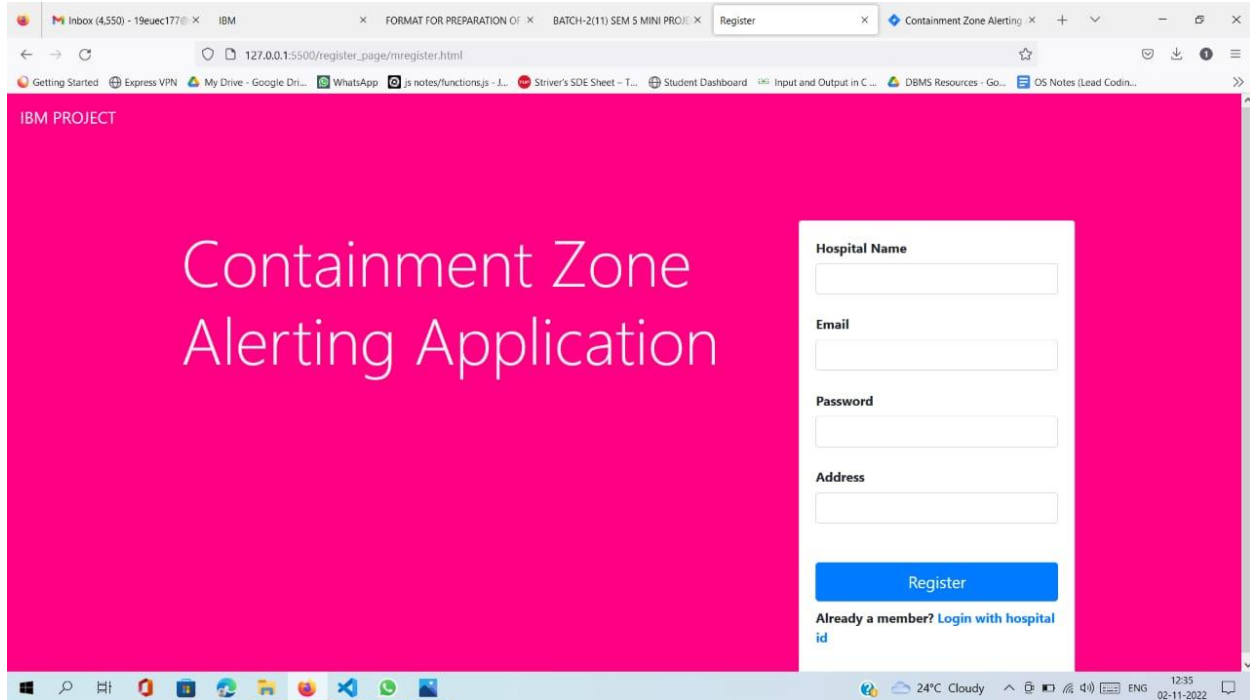 Inbox (4,550) - 19euec177@
IBM
FORMAT FOR PREPARATION OF
BATCH-2(11) SEM 5 MINI PROJE
Register
Containment Zone Alerting
127.0.0.1:5500/register_page/mregister.html
1
Getting Started
Express VPN
My Drive - Google Dri...
WhatsApp
js notes/functions.js - J...
Striver's SDE Sheet – T...
Student Dashboard
Input and Output in C ...
DBMS Resources - Go...
OS Notes (Lead Codin...
IBM PROJECT
Containment Zone
Alerting Application
Hospital Name
Email
Password
Address
Register
Already a member? Login with hospital
id
24°C Cloudy
ENG
12:35
02-11-2022